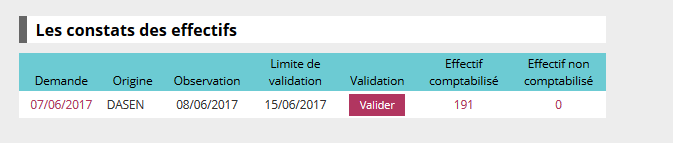 Les constats des effectifs
Limite de Effectif Effectif non
Demande Origine Observation validation Validation comptabilisé comptabilisé
07/06/2017 DASEN 08/06/2017 15/06/2017 Valider 191 0